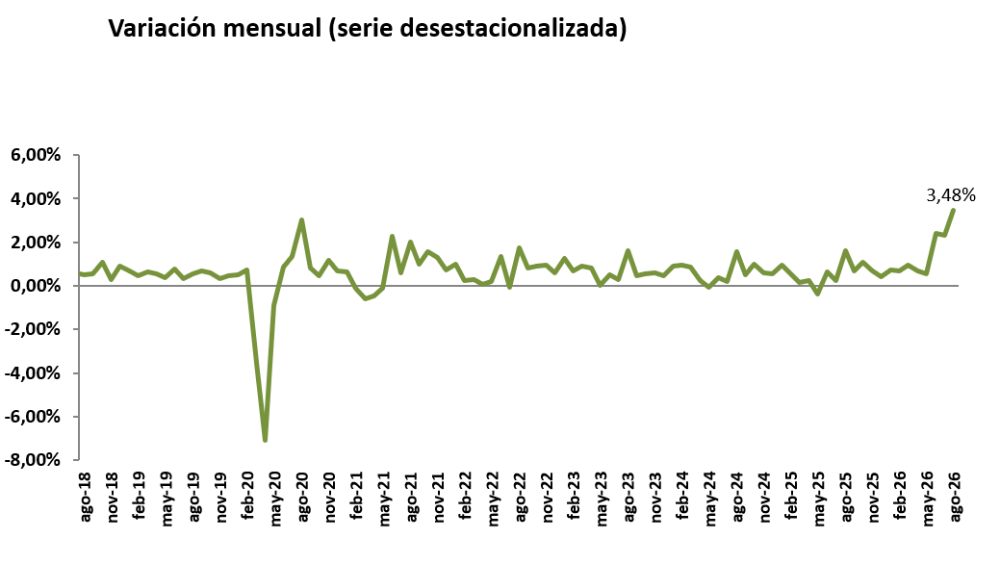 Variación mensual (serie desestacionalizada)
6,00%
4,00%
2,00%
0,00%
-2,00%
-4,00%
-6,00%
-8,00%
3,48%
ago-18
nov-18
feb-19
may-19
ago-19
nov-19
feb-20
may-20
ago-20
nov-20
feb-21
may-21
ago-21
nov-21
feb-22
may-22
ago-22
nov-22
feb-23
may-23
ago-23
nov-23
feb-24
may-24
ago-24
nov-24
feb-25
may-25
ago-25
nov-25
feb-26
may-26
ago-26